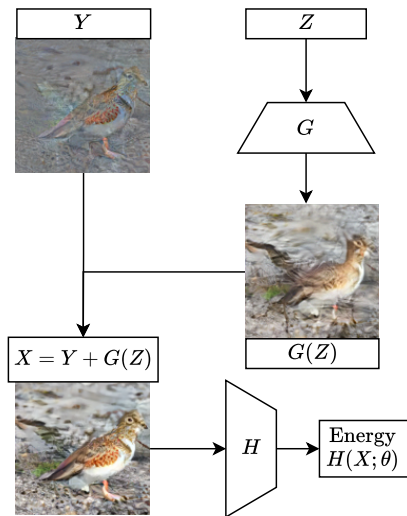 Y
Z
G
G(Z)
X = Y + G(Z)
H
Energy
H(X; θ)